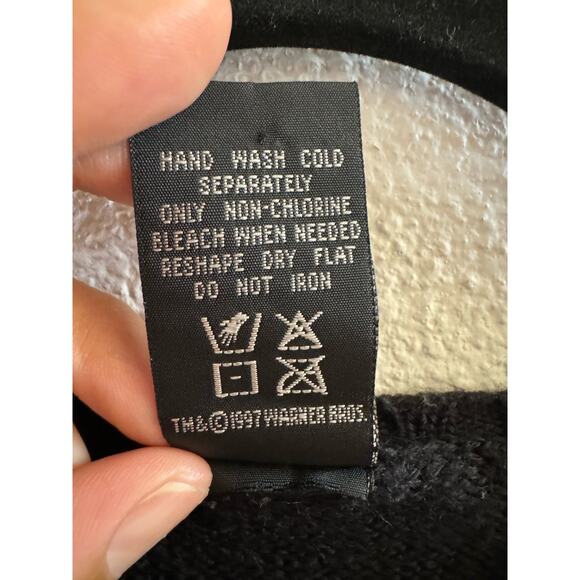 HAND WASH COLD
SEPARATELY
ONLY NON-CHLORINE
BLEACH WHEN NEEDED
RESHAPE DRY FLAT
DO NOT IRON
TM&©1997 WARNER BROS.